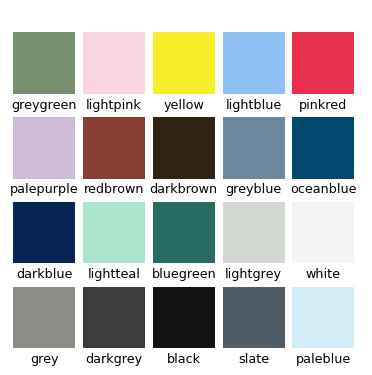 greygreen lightpink yellow lightblue pinkred
palepurple redbrown darkbrown greyblue oceanblue
darkblue lightteal bluegreen lightgrey white
grey darkgrey black slate paleblue